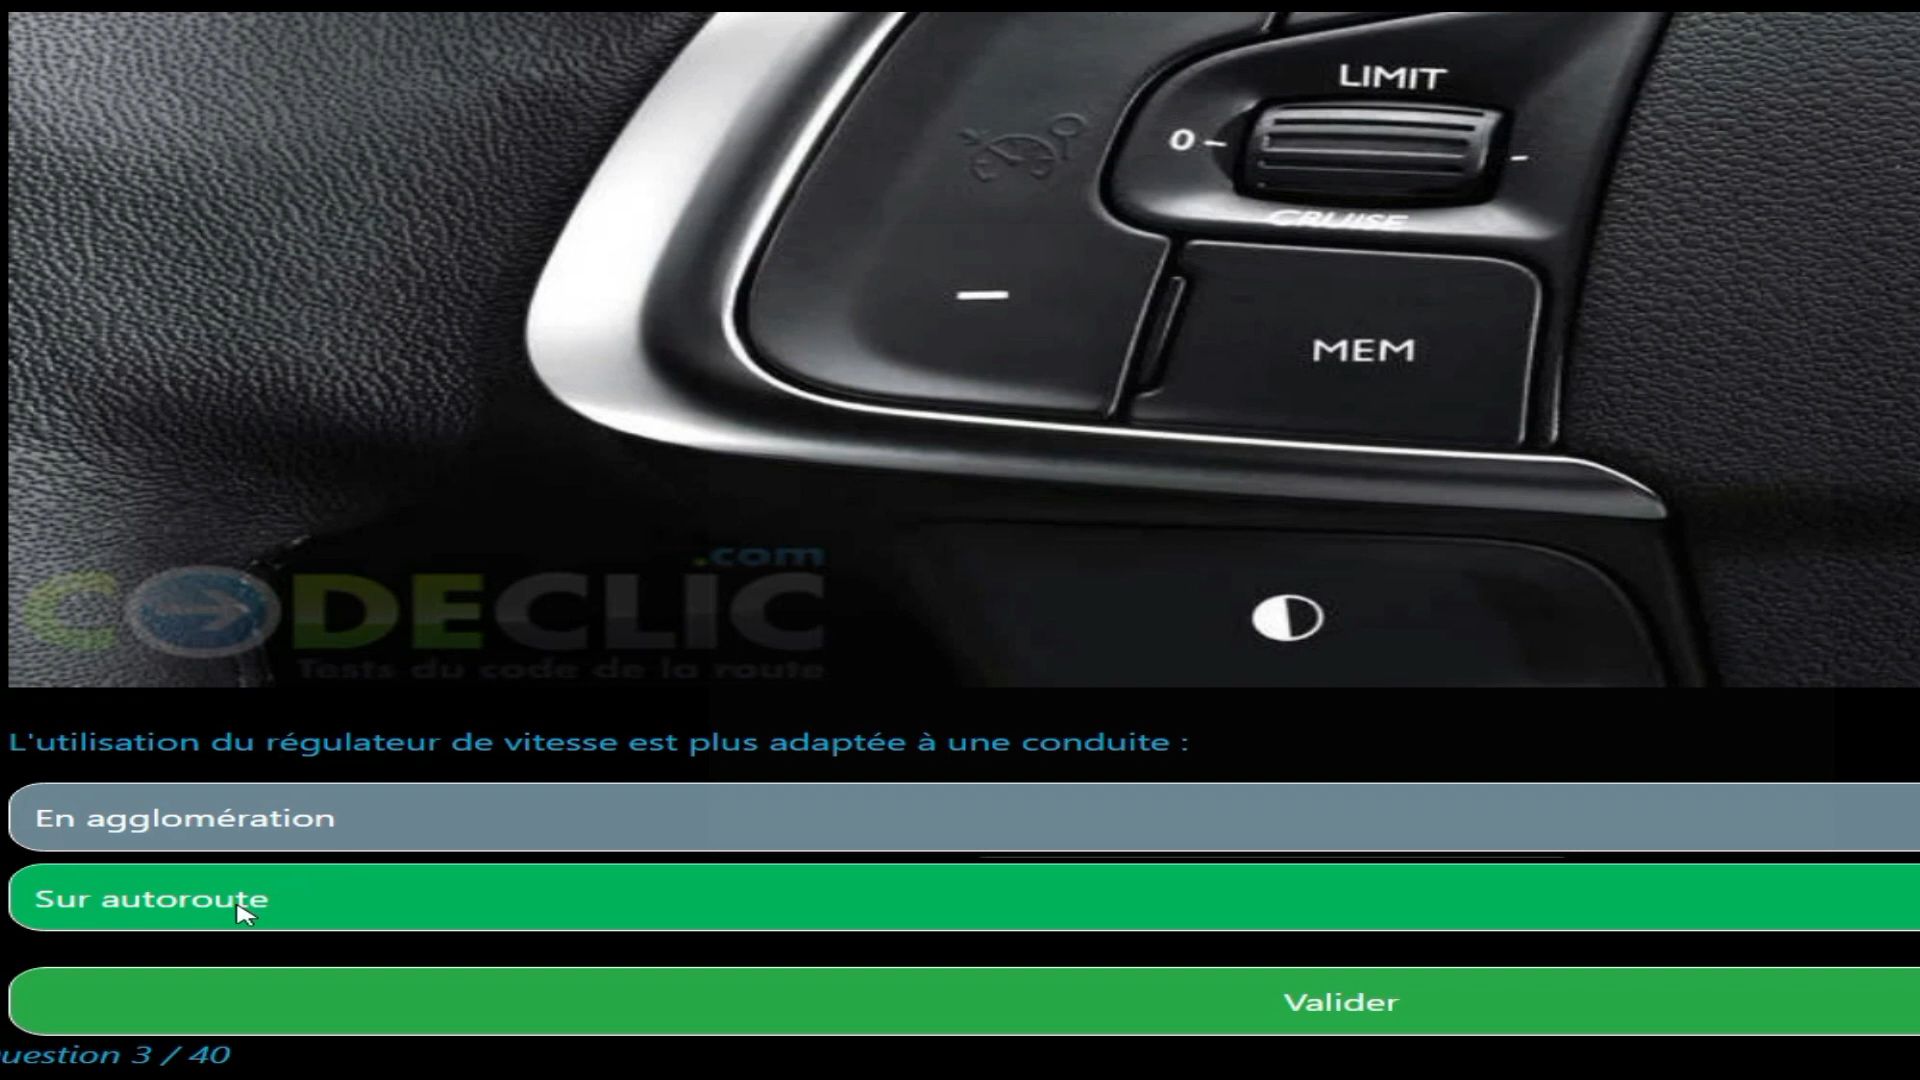 LIMIT
0
CRUISE
MEM
.com
CODECLIC
Tests du code de la route
L'utilisation du régulateur de vitesse est plus adaptée à une conduite :
En agglomération
Sur autoroute
Valider
uestion 3 / 40